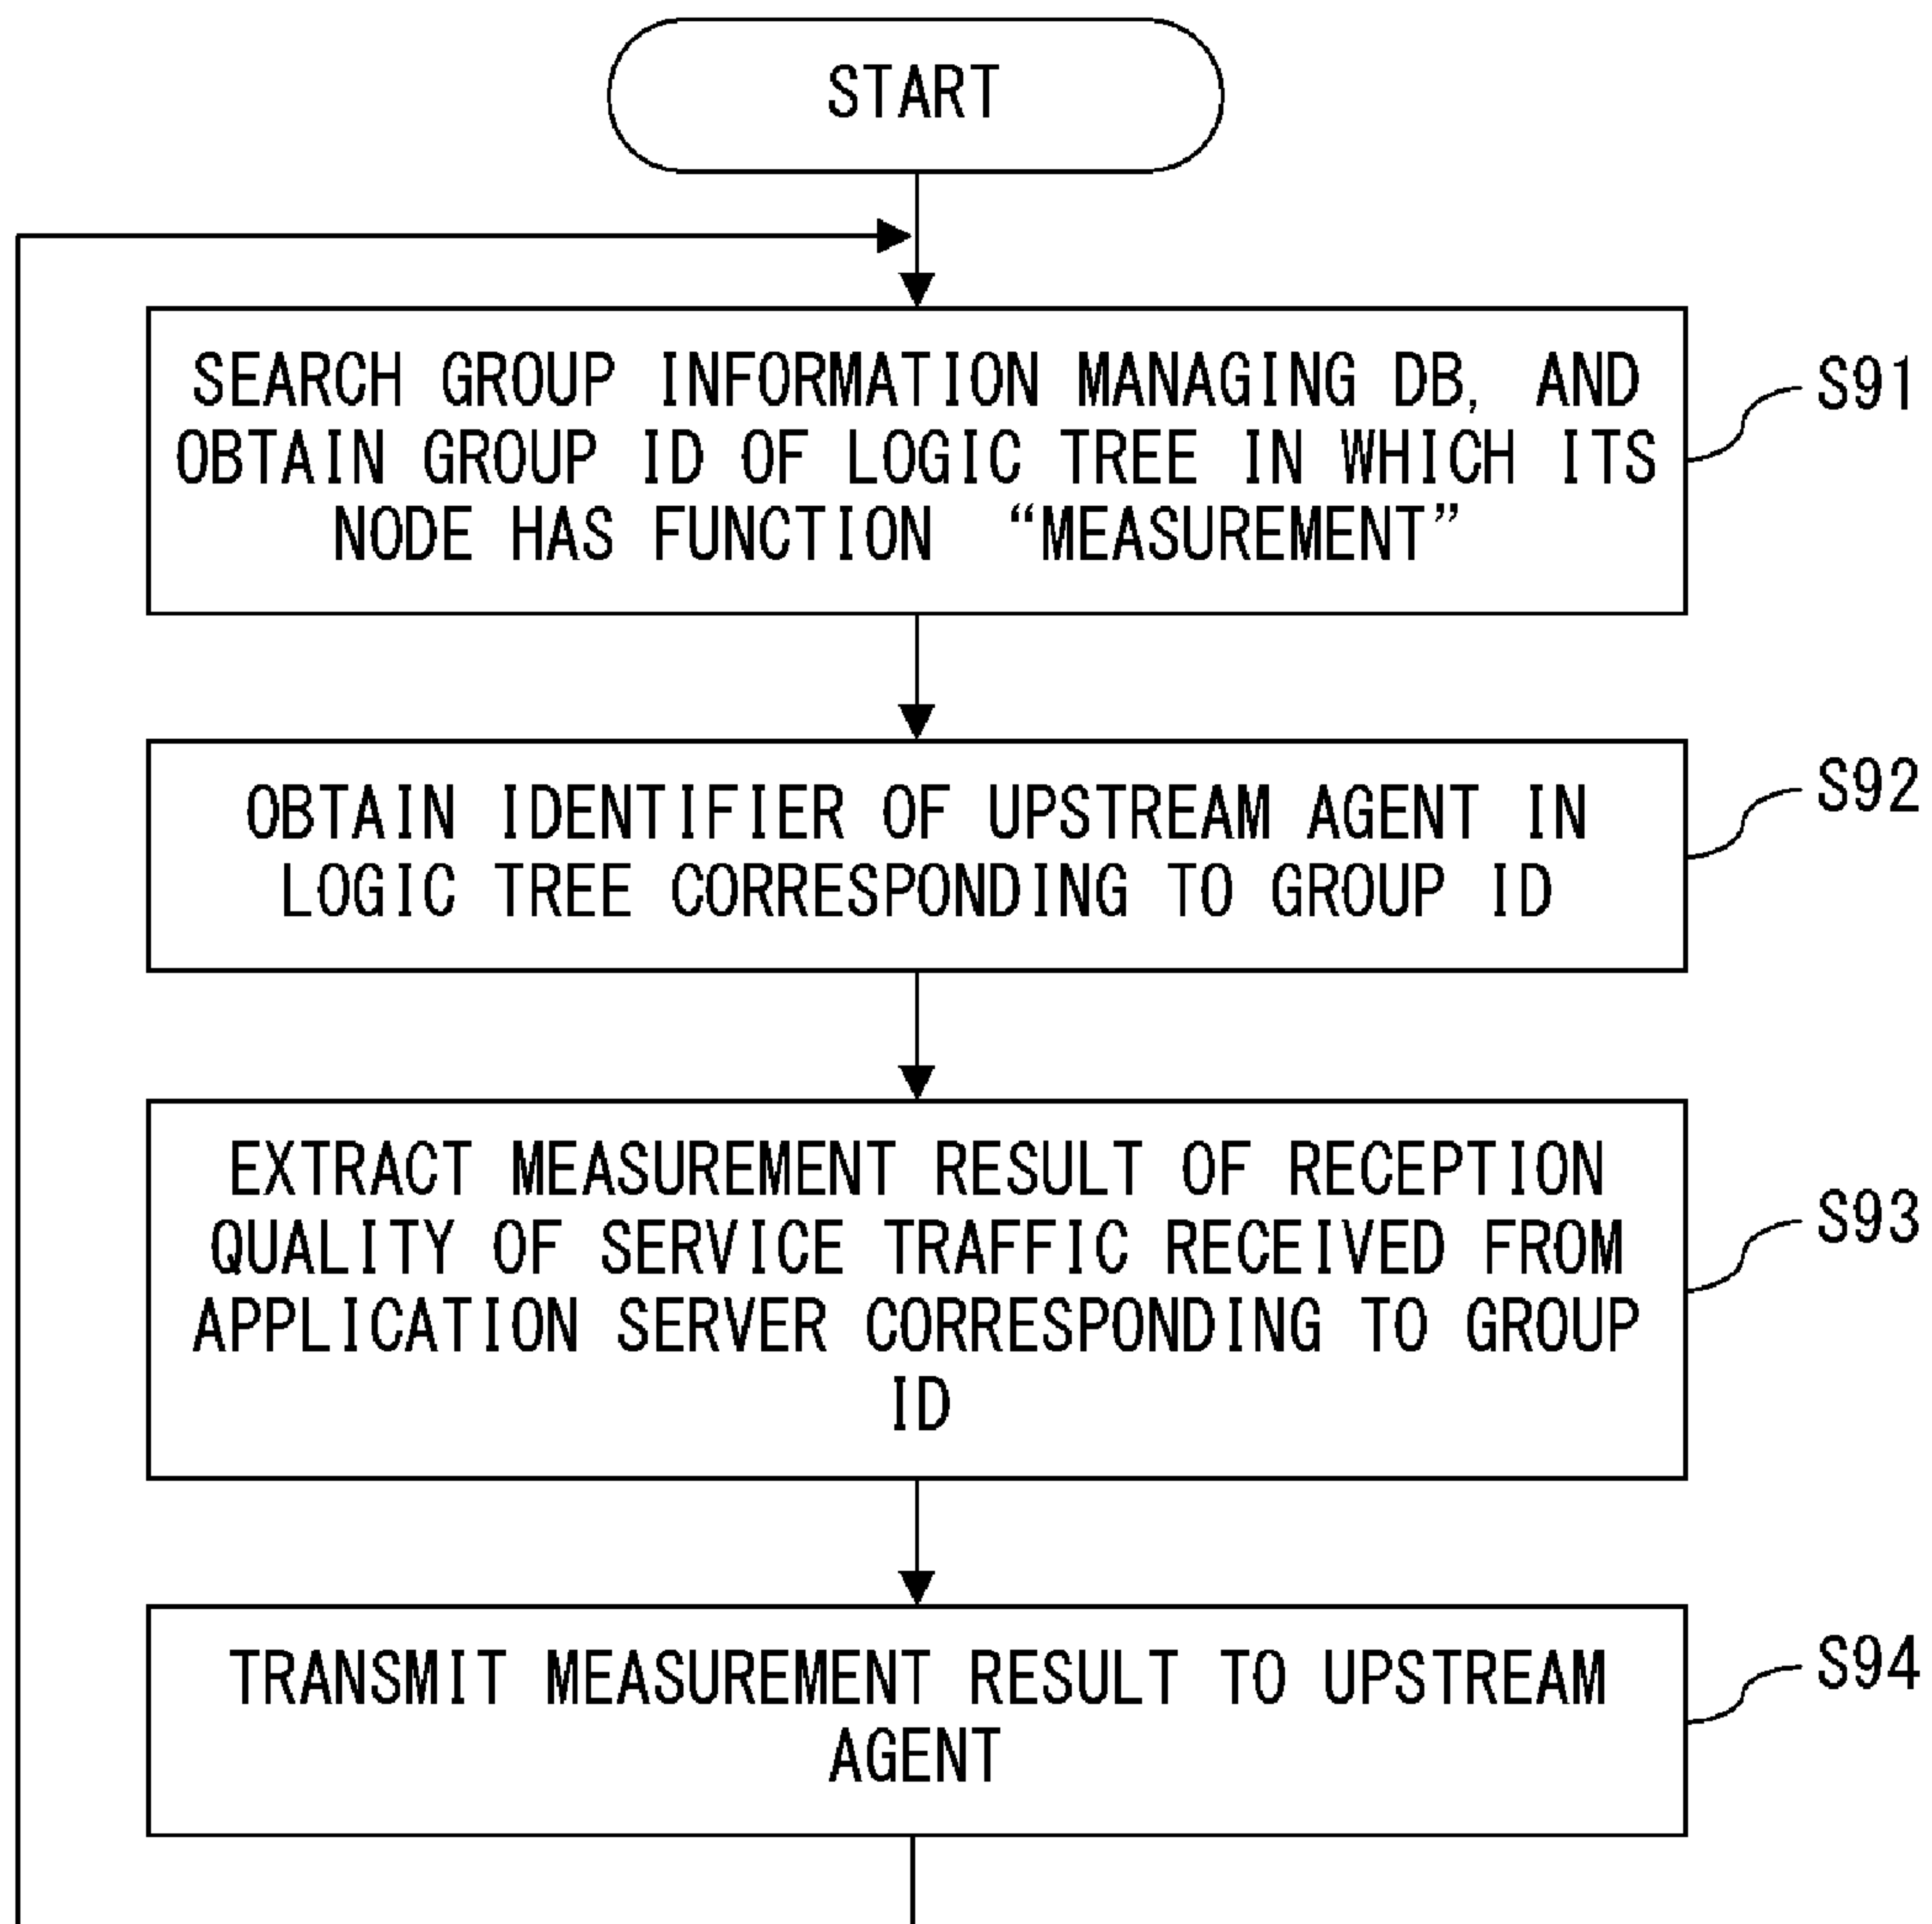 START
SEARCH GROUP INFORMATION MANAGING DB, AND
OBTAIN GROUP ID OF LOGIC TREE IN WHICH ITS
NODE HAS FUNCTION “MEASUREMENT”
S91
OBTAIN IDENTIFIER OF UPSTREAM AGENT IN
LOGIC TREE CORRESPONDING TO GROUP ID
S92
EXTRACT MEASUREMENT RESULT OF RECEPTION
QUALITY OF SERVICE TRAFFIC RECEIVED FROM
APPLICATION SERVER CORRESPONDING TO GROUP
ID
S93
TRANSMIT MEASUREMENT RESULT TO UPSTREAM
AGENT
S94